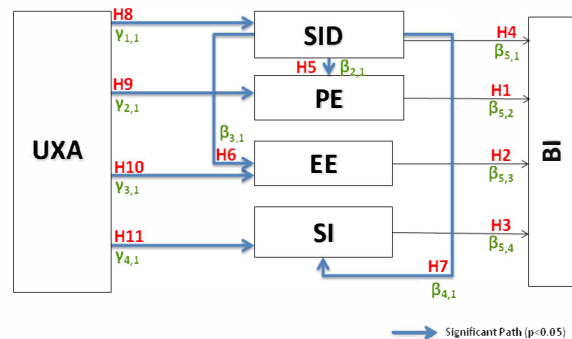 H8
γ1,1
SID
H4
β5,1
H5
β2,1
H9
γ2,1
PE
H1
β5,2
UXA
BI
β3,1
H6
H10
γ3,1
EE
H2
β5,3
H11
γ4,1
SI
H3
β5,4
H7
β4,1
Significant Path (p<0.05)